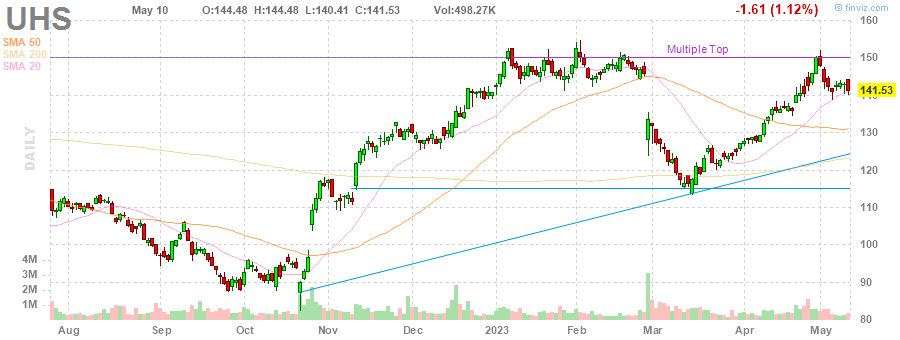 UHS
May 10 O:144.48 H:144.48 L:140.41 C:141.53 Vol:498.27K -1.61 (1.12%)
© finviz.com
SMA 50
SMA 200
SMA 20
DAILY
Multiple Top
160
150
141.53
140
130
120
110
100
90
80
4M
3M
2M
1M
Aug Sep Oct Nov Dec 2023 Feb Mar Apr May